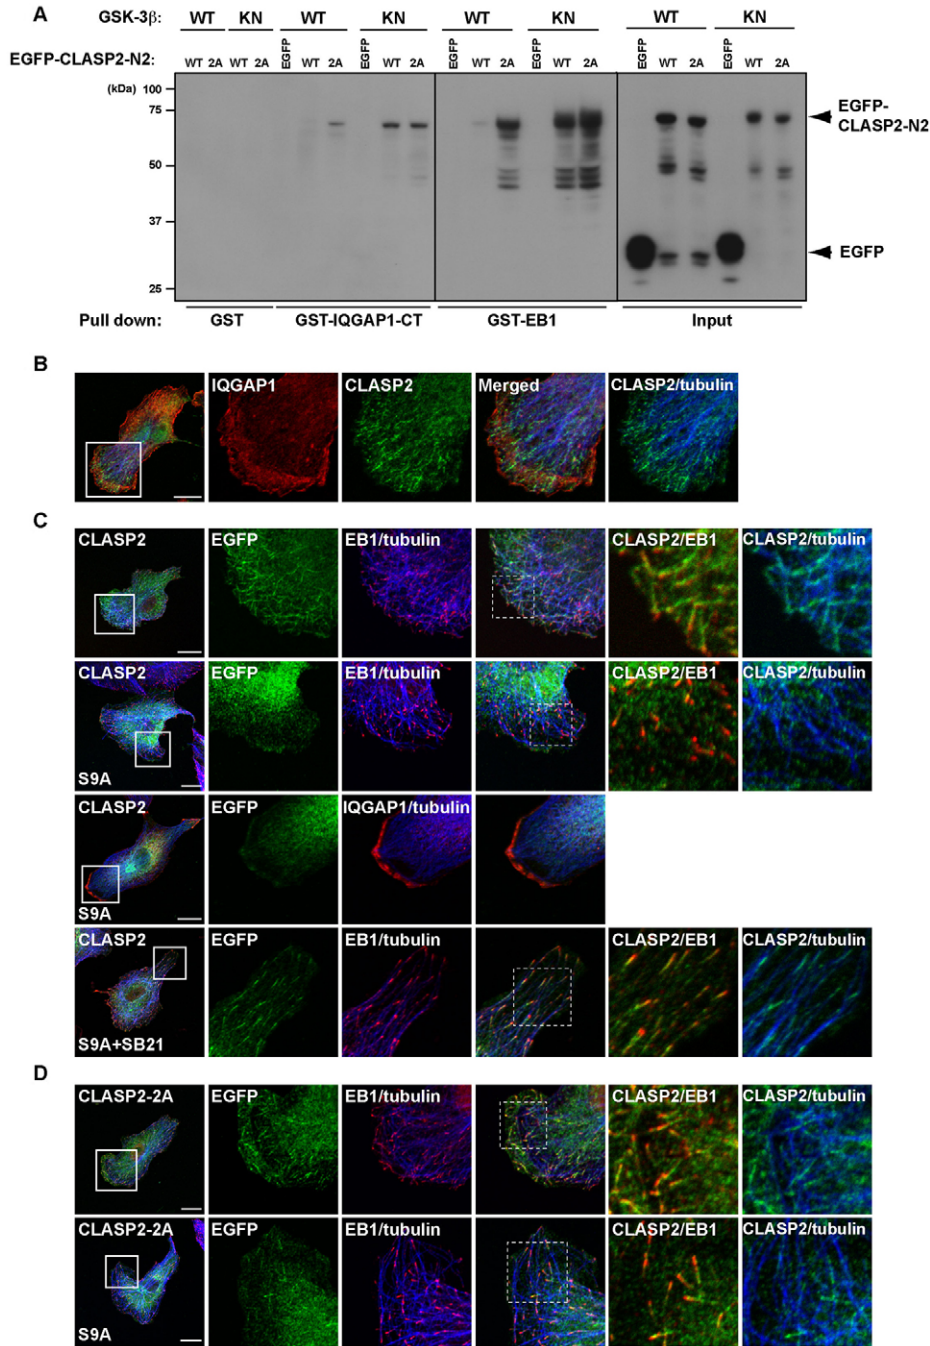 A
GSK-3β: WT KN WT KN WT KN WT KN
EGFP-CLASP2-N2: WT 2A WT 2A EGFP WT 2A EGFP WT 2A EGFP WT 2A EGFP WT 2A EGFP WT 2A EGFP WT 2A
(kDa)
100
75
50
37
25
EGFP-
CLASP2-N2
EGFP
Pull down: GST GST-IQGAP1-CT GST-EB1 Input
B
IQGAP1 CLASP2 Merged CLASP2/tubulin
C
CLASP2 EGFP EB1/tubulin CLASP2/EB1 CLASP2/tubulin
CLASP2 EGFP EB1/tubulin CLASP2/EB1 CLASP2/tubulin
S9A
CLASP2 EGFP IQGAP1/tubulin
S9A
CLASP2 EGFP EB1/tubulin CLASP2/EB1 CLASP2/tubulin
S9A+SB21
D
CLASP2-2A EGFP EB1/tubulin CLASP2/EB1 CLASP2/tubulin
CLASP2-2A EGFP EB1/tubulin CLASP2/EB1 CLASP2/tubulin
S9A